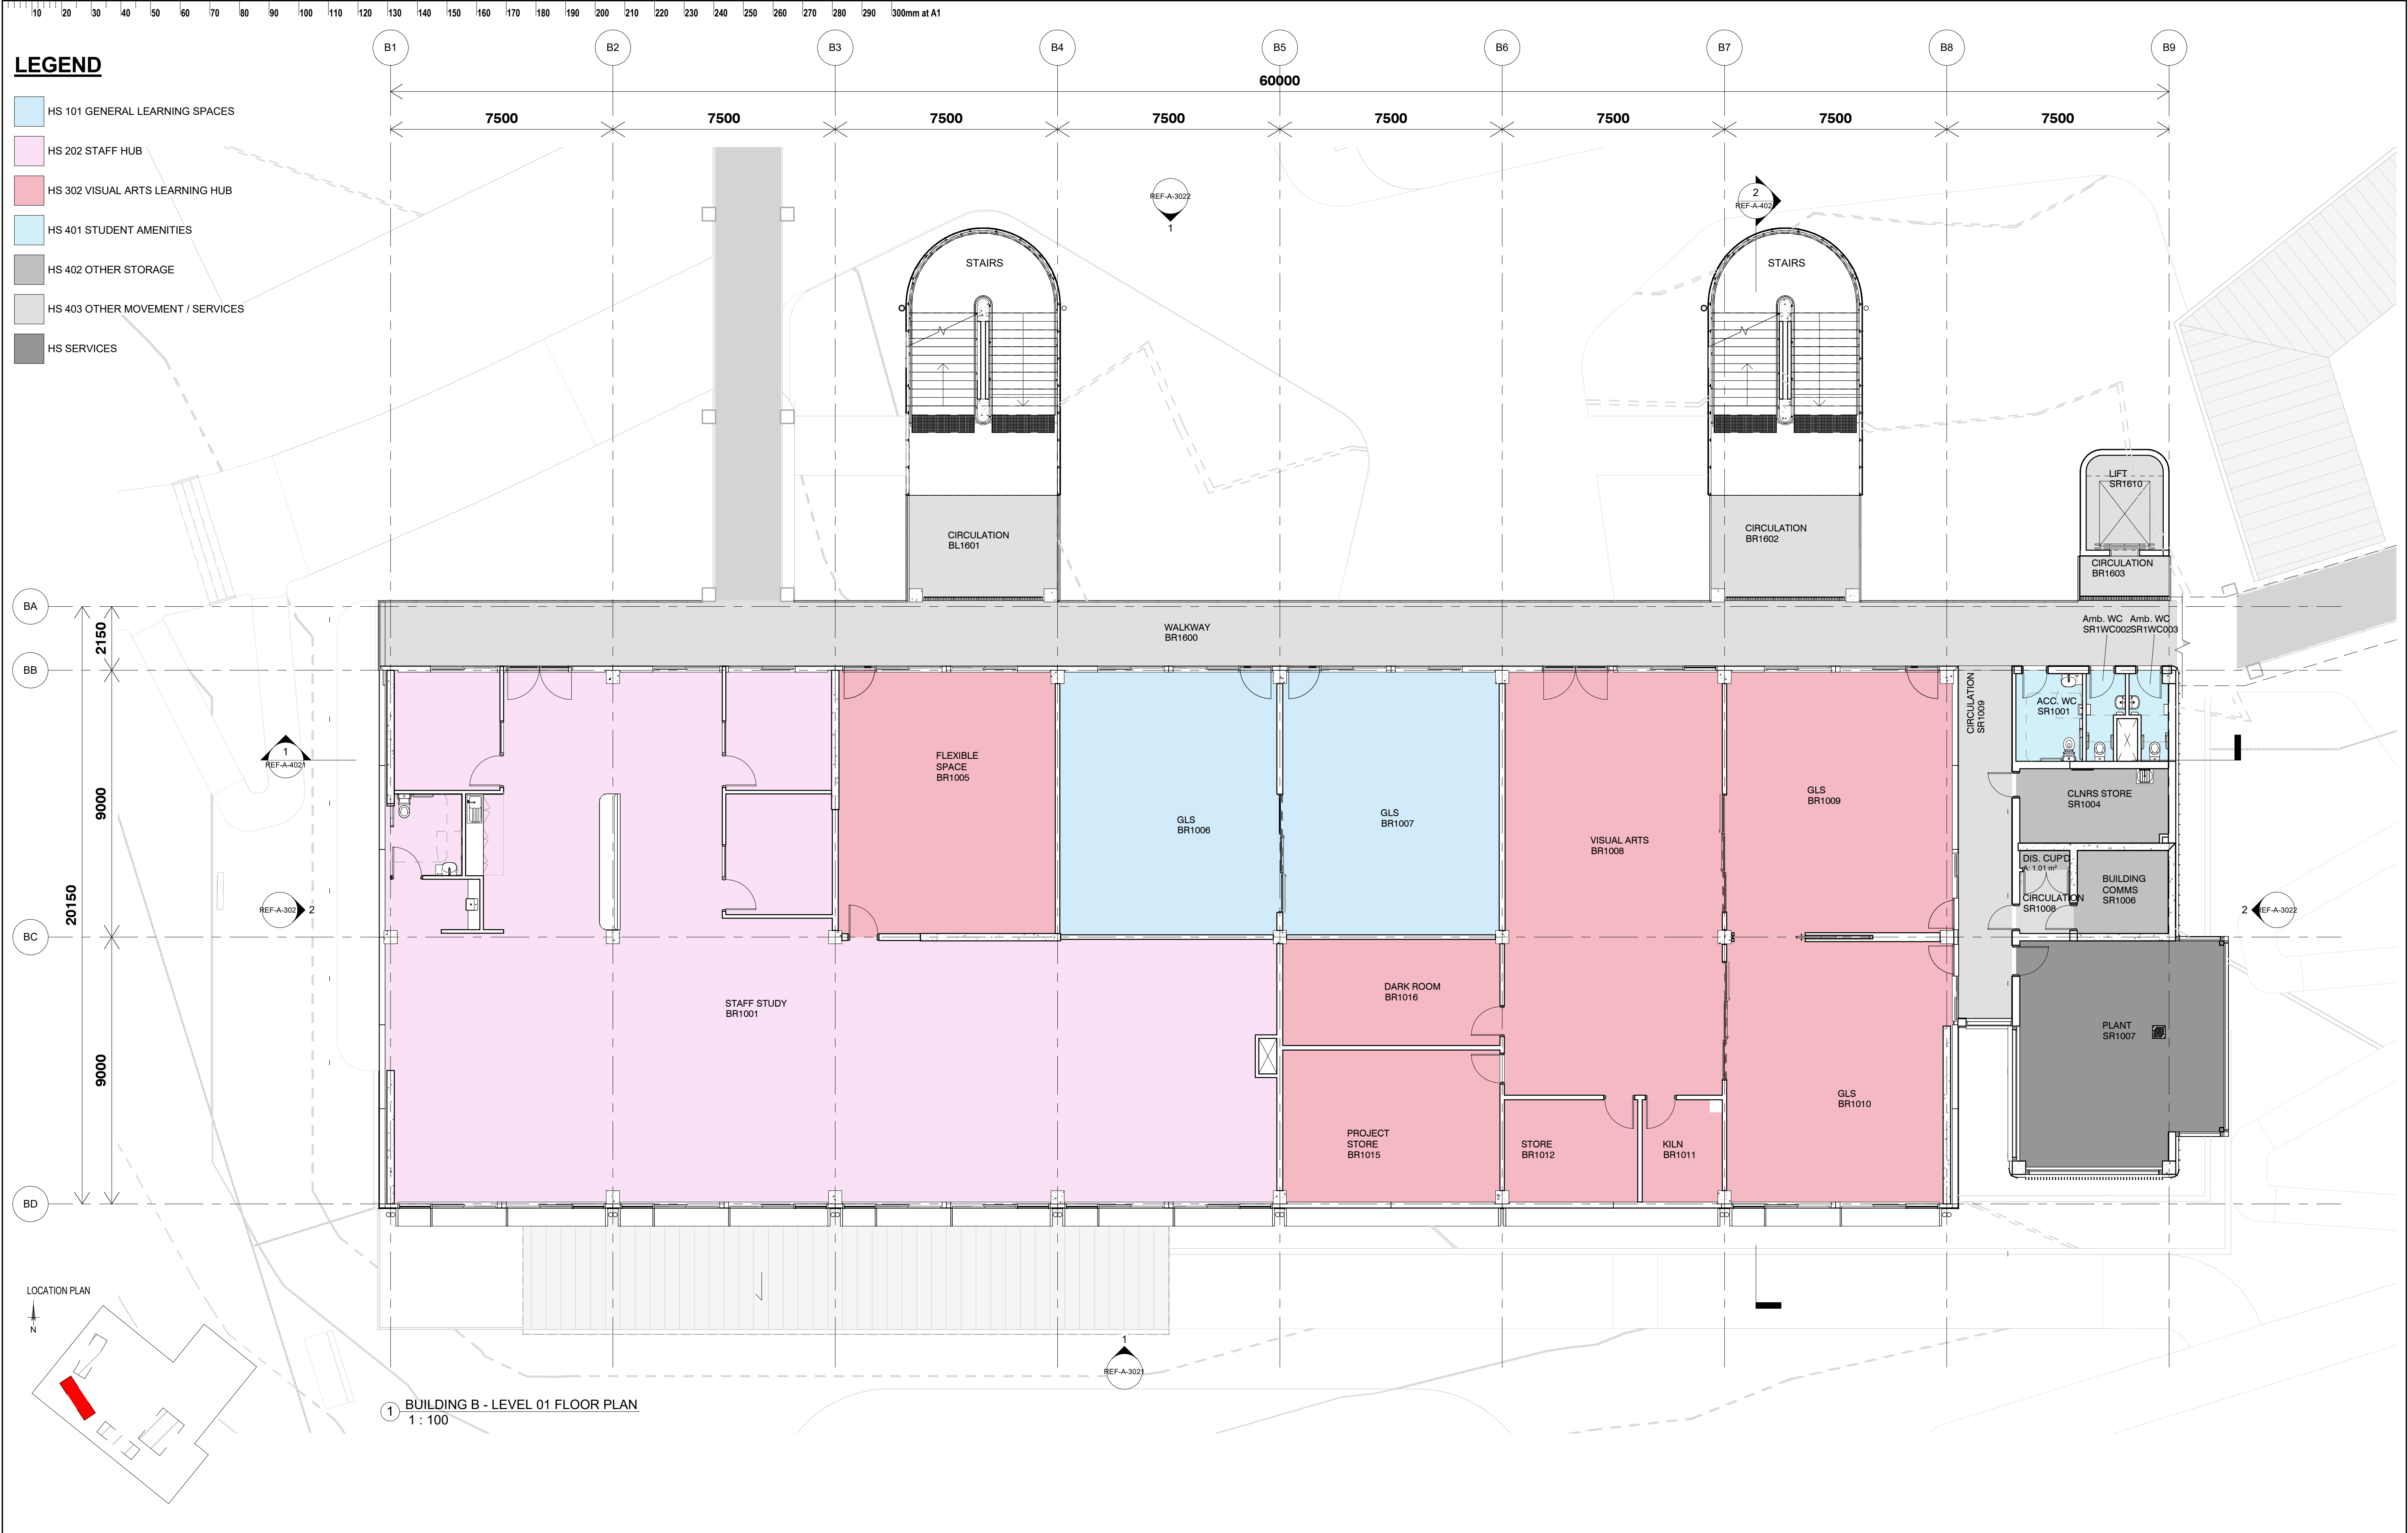 10 20 30 40 50 60 70 80 90 100 110 120 130 140 150 160 170 180 190 200 210 220 230 240 250 260 270 280 290 300mm at A1
B1 B2 B3 B4 B5 B6 B7 B8 B9
LEGEND
HS 101 GENERAL LEARNING SPACES
HS 202 STAFF HUB
HS 302 VISUAL ARTS LEARNING HUB
HS 401 STUDENT AMENITIES
HS 402 OTHER STORAGE
HS 403 OTHER MOVEMENT / SERVICES
HS SERVICES
60000
7500 7500 7500 7500 7500 7500 7500 7500
REF-A-3022
1
2
REF-A-402
STAIRS
STAIRS
LIFT
SR1610
CIRCULATION
BL1601
CIRCULATION
BR1602
CIRCULATION
BR1603
BA
BB
BC
BD
2150
9000
9000
20150
WALKWAY
BR1600
Amb. WC
SR1WC002
Amb. WC
SR1WC003
CIRCULATION
SR1009
ACC. WC
SR1001
1
REF-A-4021
FLEXIBLE
SPACE
BR1005
GLS
BR1006
GLS
BR1007
VISUAL ARTS
BR1008
GLS
BR1009
CLNRS STORE
SR1004
DIS. CUP'D
A: 1.01 m²
BUILDING
COMMS
SR1006
CIRCULATION
SR1008
REF-A-302
2
2
REF-A-3022
STAFF STUDY
BR1001
DARK ROOM
BR1016
PLANT
SR1007
GLS
BR1010
PROJECT
STORE
BR1015
STORE
BR1012
KILN
BR1011
LOCATION PLAN
N
1
REF-A-3021
1
BUILDING B - LEVEL 01 FLOOR PLAN
1 : 100